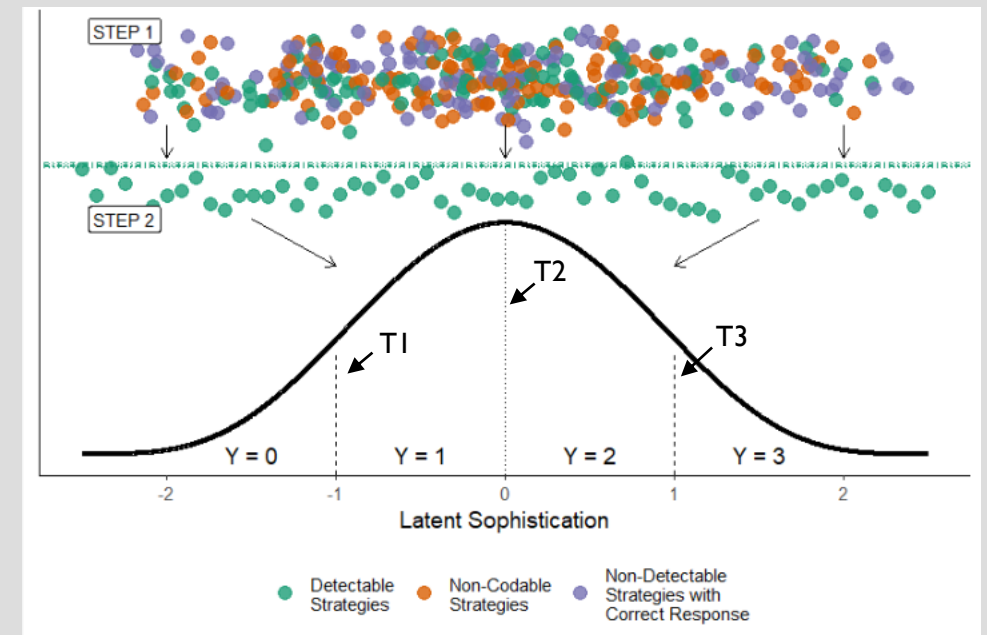 STEP 1
STEP 2
T2
T1
T3
Y = 0
Y = 1
Y = 2
Y = 3
-2
-1
0
1
2
Latent Sophistication
Detectable
Strategies
Non-Codable
Strategies
Non-Detectable
Strategies with
Correct Response